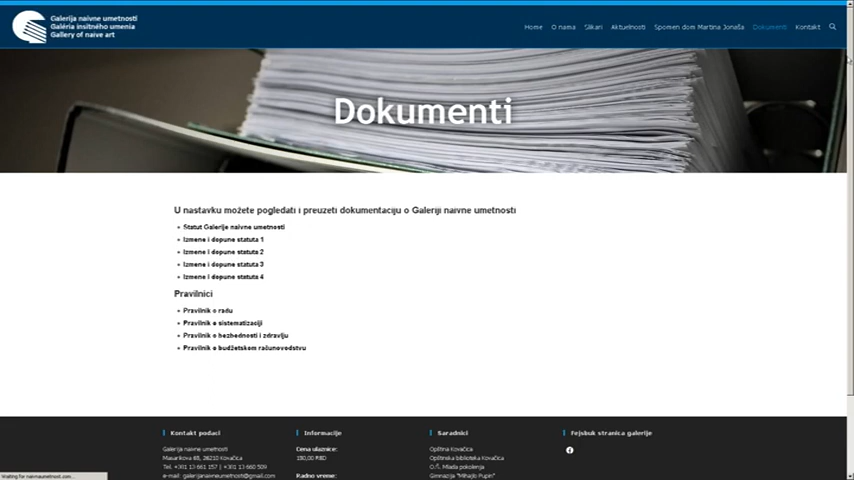 Galerija naivne umetnosti
Galéria insitného umenia
Gallery of naive art
Home O nama Slikari Aktuelnosti Spomen dom Martina Jonaša Dokumenti Kontakt
Dokumenti
U nastavku možete pogledati i preuzeti dokumentaciju o Galeriji naivne umetnosti
Statut Galerije naivne umetnosti
Izmene i dopune statuta 1
Izmene i dopune statuta 2
Izmene i dopune statuta 3
Izmene i dopune statuta 4
Pravilnici
Pravilnik o radu
Pravilnik o sistematizaciji
Pravilnik o bezbednosti i zdravlju
Pravilnik o budžetskom računovodstvu
Kontakt podaci
Galerija naivne umetnosti
Masarikova 65, 26210 Kovačica
Tel. +381 13 661 157 | +381 13 660 509
e-mail: galerijanaivneumetnosti@gmail.com
Informacije
Cena ulaznice:
150,00 RSD
Radno vreme:
Saradnici
Opština Kovačica
Opštinska biblioteka Kovačica
O.Š. Mlada pokolenja
Gimnazija "Mihajlo Pupin"
Fejsbuk stranica galerije
Waiting for naivnaumetnost.com...